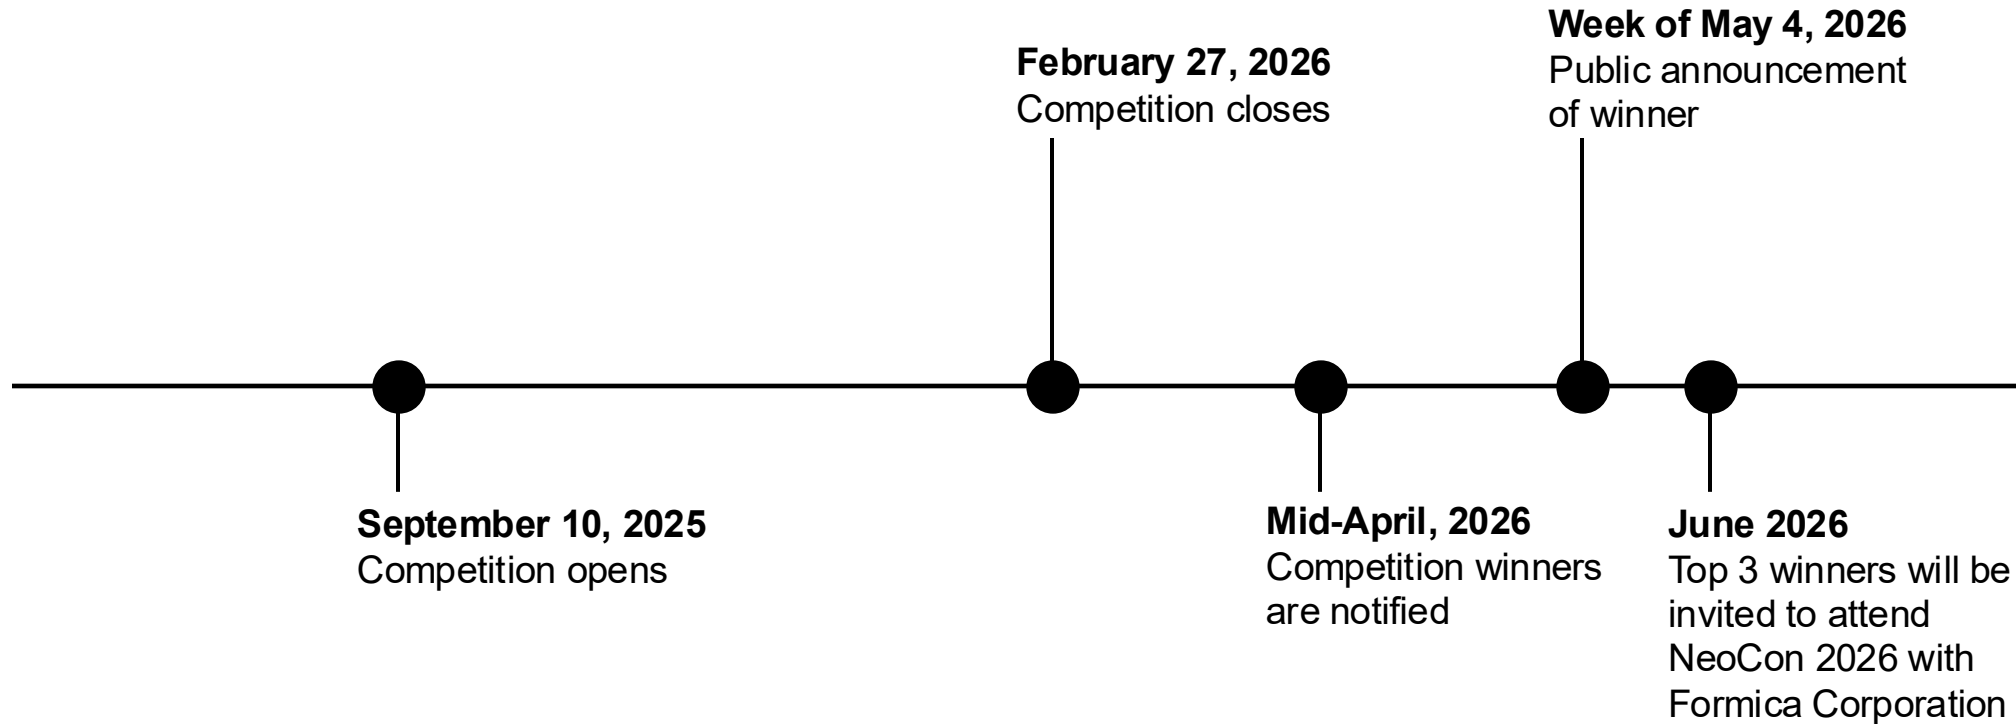 September 10, 2025
Competition opens
February 27, 2026
Competition closes
Mid-April, 2026
Competition winners
are notified
Week of May 4, 2026
Public announcement
of winner
June 2026
Top 3 winners will be
invited to attend
NeoCon 2026 with
Formica Corporation